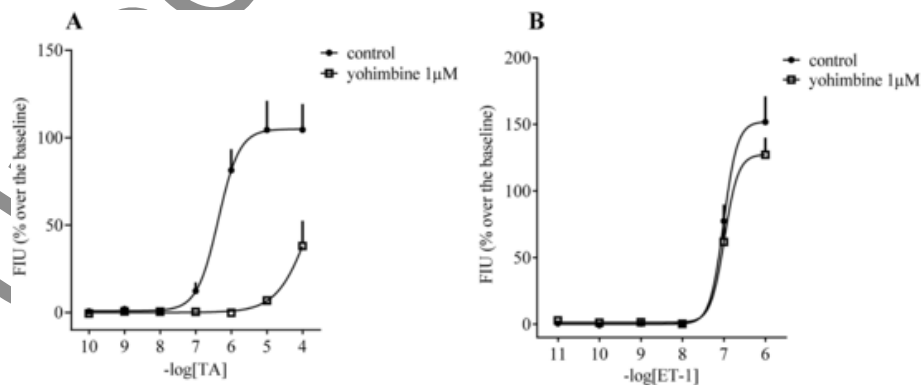 A
150
100
50
0
FIU (% over the baseline)
10 9 8 7 6 5 4
-log[TA]
control
yohimbine 1µM
B
200
150
100
50
0
FIU (% over the baseline)
11 10 9 8 7 6
-log[ET-1]
control
yohimbine 1µM